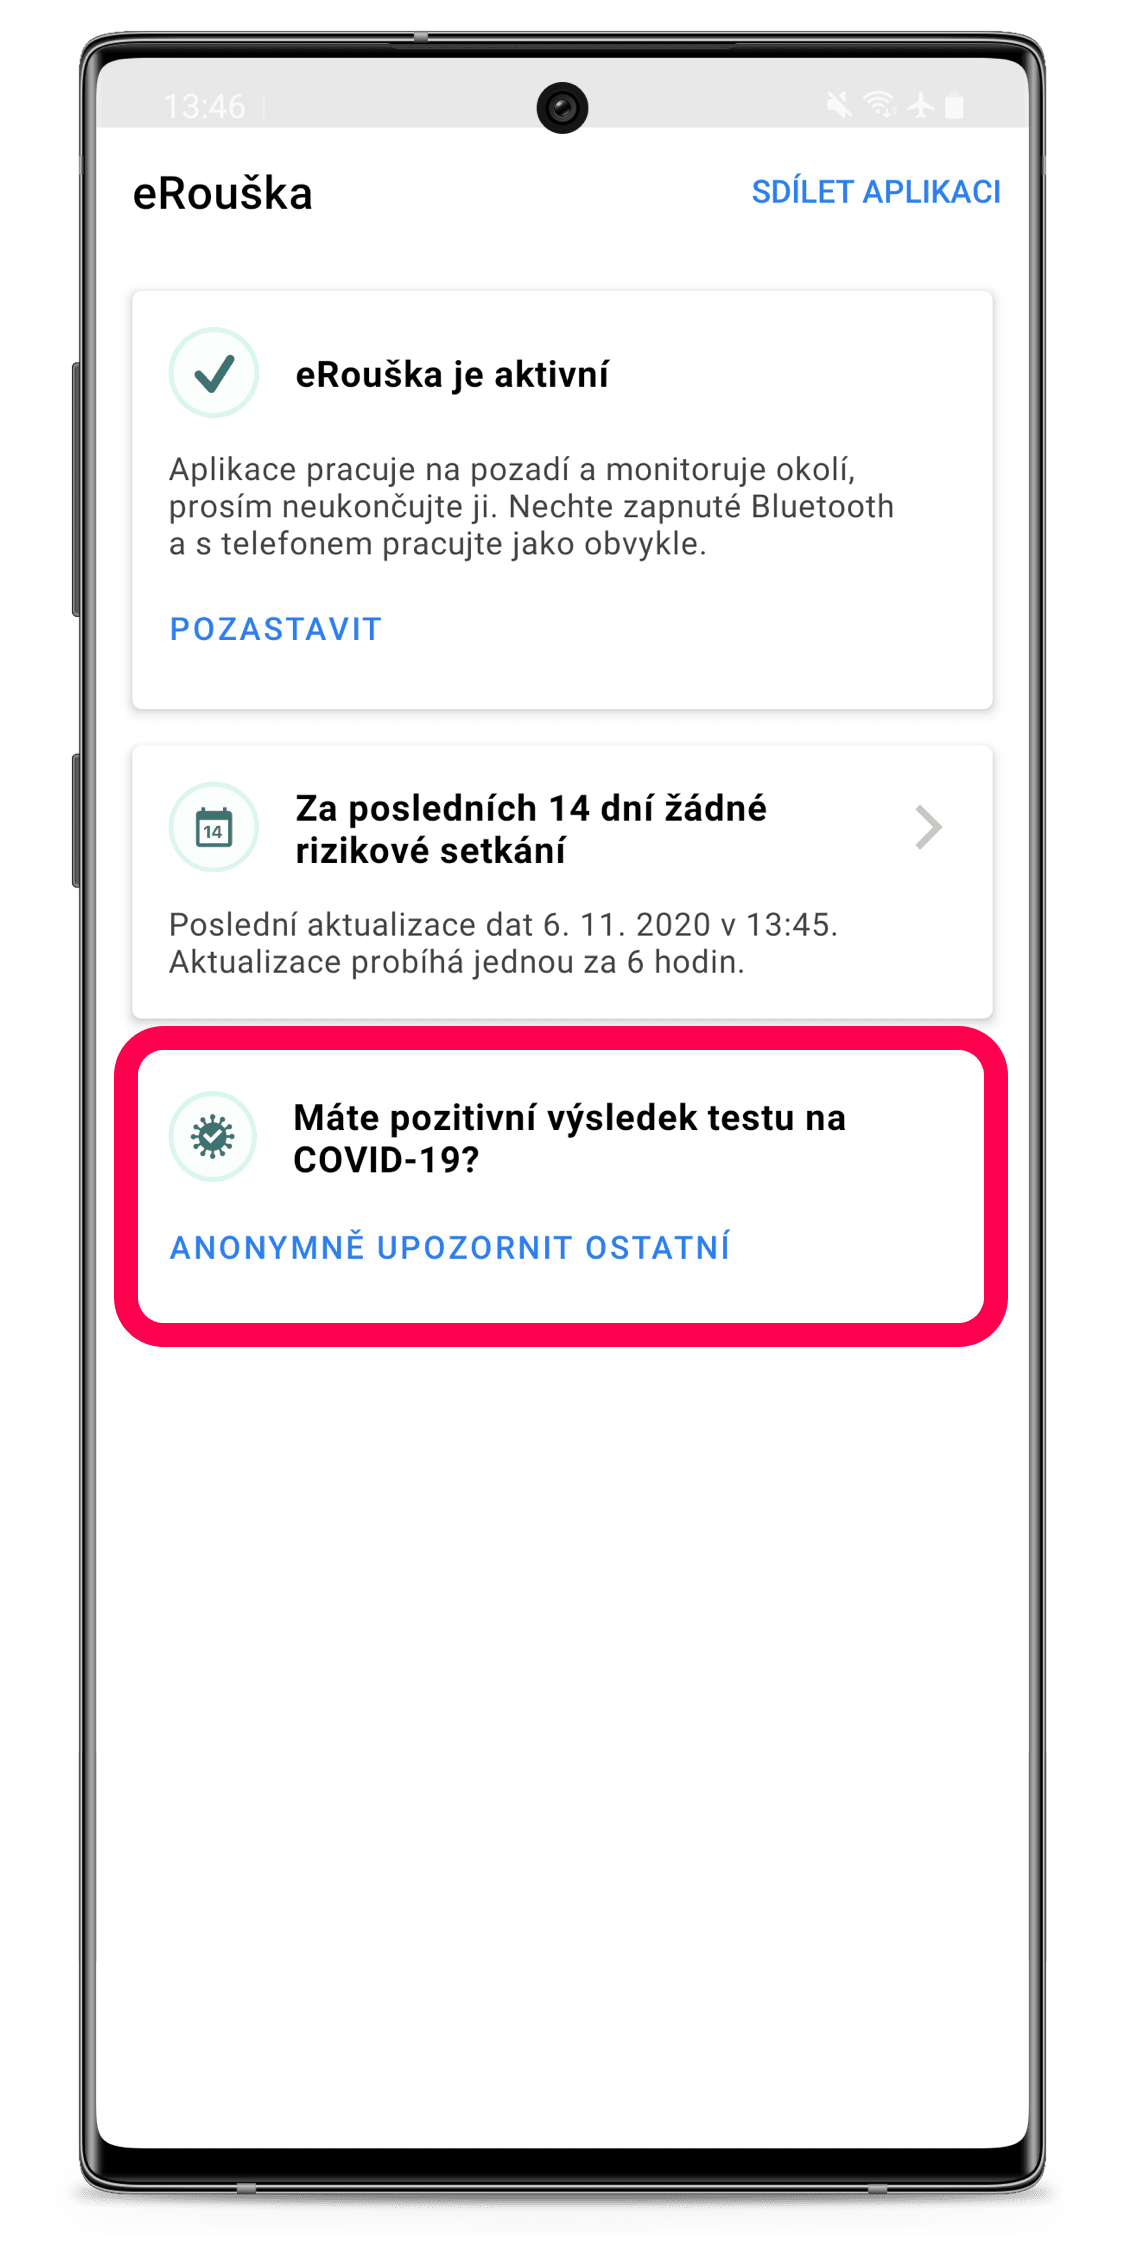 13:46
eRouška
SDÍLET APLIKACI
eRouška je aktivní
Aplikace pracuje na pozadí a monitoruje okolí,
prosím neukončujte ji. Nechte zapnuté Bluetooth
a s telefonem pracujte jako obvykle.
POZASTAVIT
14
Za posledních 14 dní žádné
rizikové setkání
Poslední aktualizace dat 6. 11. 2020 v 13:45.
Aktualizace probíhá jednou za 6 hodin.
Máte pozitivní výsledek testu na
COVID-19?
ANONYMNĚ UPOZORNIT OSTATNÍ